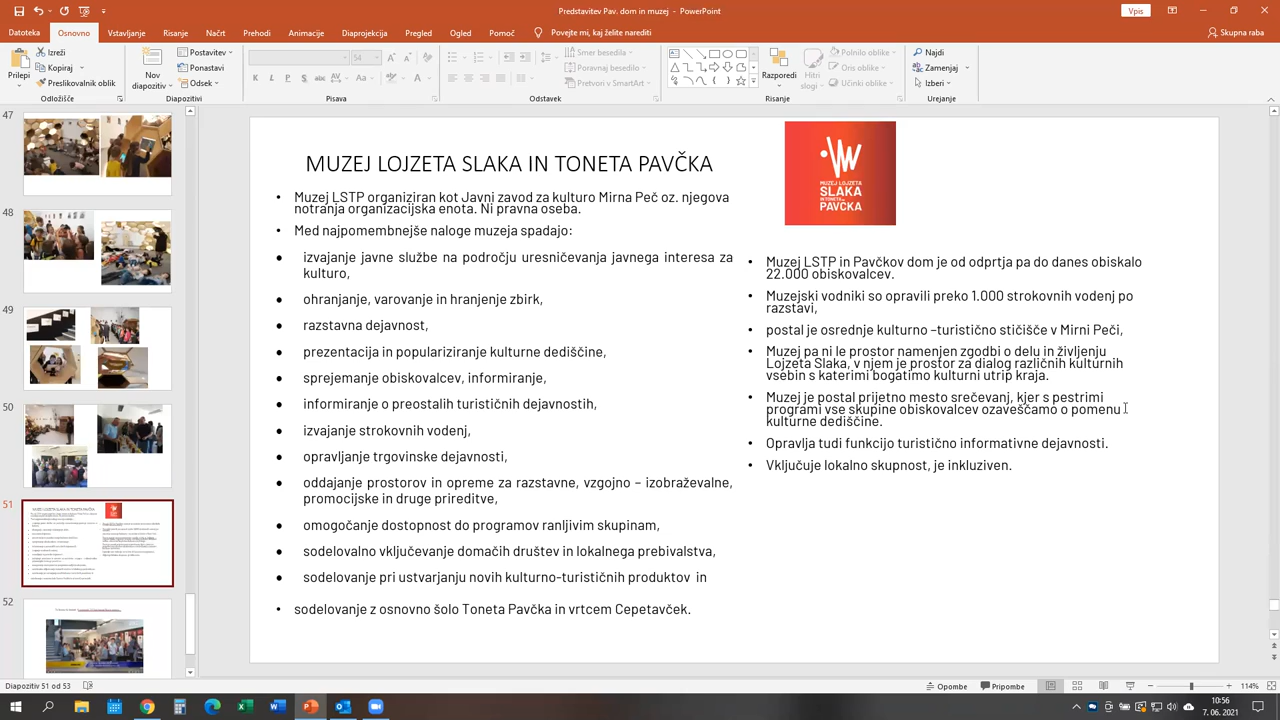 Predstavitev Pav. dom in muzej - PowerPoint
Vpis
Datoteka
Osnovno
Vstavljanje
Risanje
Načrt
Prehodi
Animacije
Diaprojekcija
Pregled
Ogled
Pomoč
Povejte mi, kaj želite narediti
Skupna raba
Prilepi
Izreži
Kopiraj
Preslikovalnik oblik
Odložišče
Nov
diapozitiv
Postavitev
Ponastavi
Odsek
Diapozitivi
54
Pisava
Smer besedila
Poravnaj besedilo
Pretvori v SmartArt
Odstavek
Razporedi
Hitri
slogi
Polnilo oblike
Oris oblike
Učinki oblike
Risanje
Najdi
Zamenjaj
Izberi
Urejanje
47
48
49
50
51
52
MUZEJ LOJZETA SLAKA IN TONETA PAVČKA
MUZEJ LOJZETA
SLAKA
IN TONETA
PAVČKA
• Muzej LSTP organiziran kot Javni zavod za kulturo Mirna Peč oz. njegova
notranja organizacijska enota. Ni pravna oseba.
• Med najpomembnejše naloge muzeja spadajo:
● izvajanje javne službe na področju uresničevanja javnega interesa za
kulturo,
● ohranjanje, varovanje in hranjenje zbirk,
● razstavna dejavnost,
● prezentacija in populariziranje kulturne dediščine,
● sprejemanje obiskovalcev, informiranje,
● informiranje o preostalih turističnih dejavnostih,
● izvajanje strokovnih vodenj,
● opravljanje trgovinske dejavnosti,
● oddajanje prostorov in opreme za razstavne, vzgojno – izobraževalne,
promocijske in druge prireditve,
● omogočanje dostopnost do programov ranljivim skupinam,
● sodelovalno vključevanje domačih društev in lokalnega prebivalstva,
● sodelovanje pri ustvarjanju novih kulturno-turističnih produktov in
• sodelovanje z osnovno šolo Toneta Pavčka in vrtcem Cepetavček.
• Muzej LSTP in Pavčkov dom je od odprtja pa do danes obiskalo
22.000 obiskovalcev.
• Muzejski vodniki so opravili preko 1.000 strokovnih vodenj po
razstavi,
• postal je osrednje kulturno –turistično stičišče v Mirni Peči,
• Muzej pa ni le prostor namenjen zgodbi o delu in življenju
Lojzeta Slaka, v njem je prostor za dialog različnih kulturnih
vsebin s katerimi bogatimo kulturni utrip kraja.
• Muzej je postal prijetno mesto srečevanj, kjer s pestrimi
programi vse skupine obiskovalcev ozaveščamo o pomenu
kulturne dediščine.
• Opravlja tudi funkcijo turistično informativne dejavnosti.
• Vključuje lokalno skupnost, je inkluziven.
Diapozitiv 51 od 53
Opombe
Pripombe
114%
10:56
7. 06. 2021